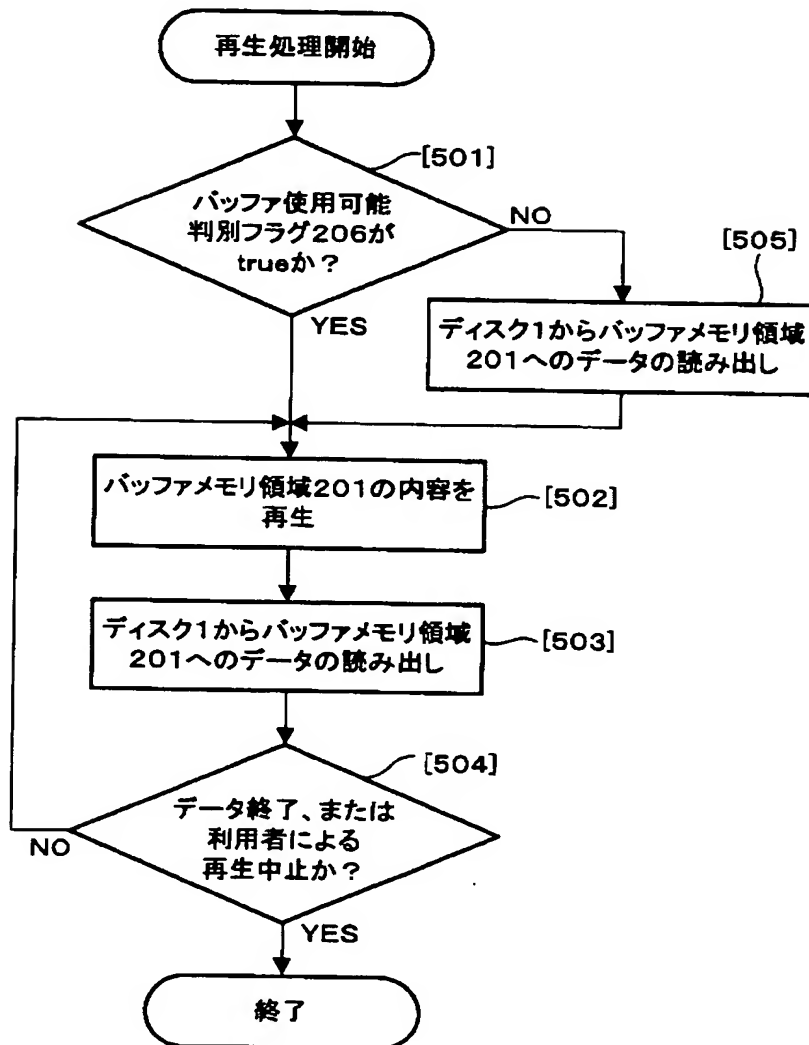 再生処理開始
[501]
バッファ使用可能
判別フラグ206が
trueか？
NO
YES
[505]
ディスク1からバッファメモリ領域
201へのデータの読み出し
バッファメモリ領域201の内容を
再生
[502]
ディスク1からバッファメモリ領域
201へのデータの読み出し
[503]
[504]
データ終了、または
利用者による
再生中止か？
NO
YES
終了